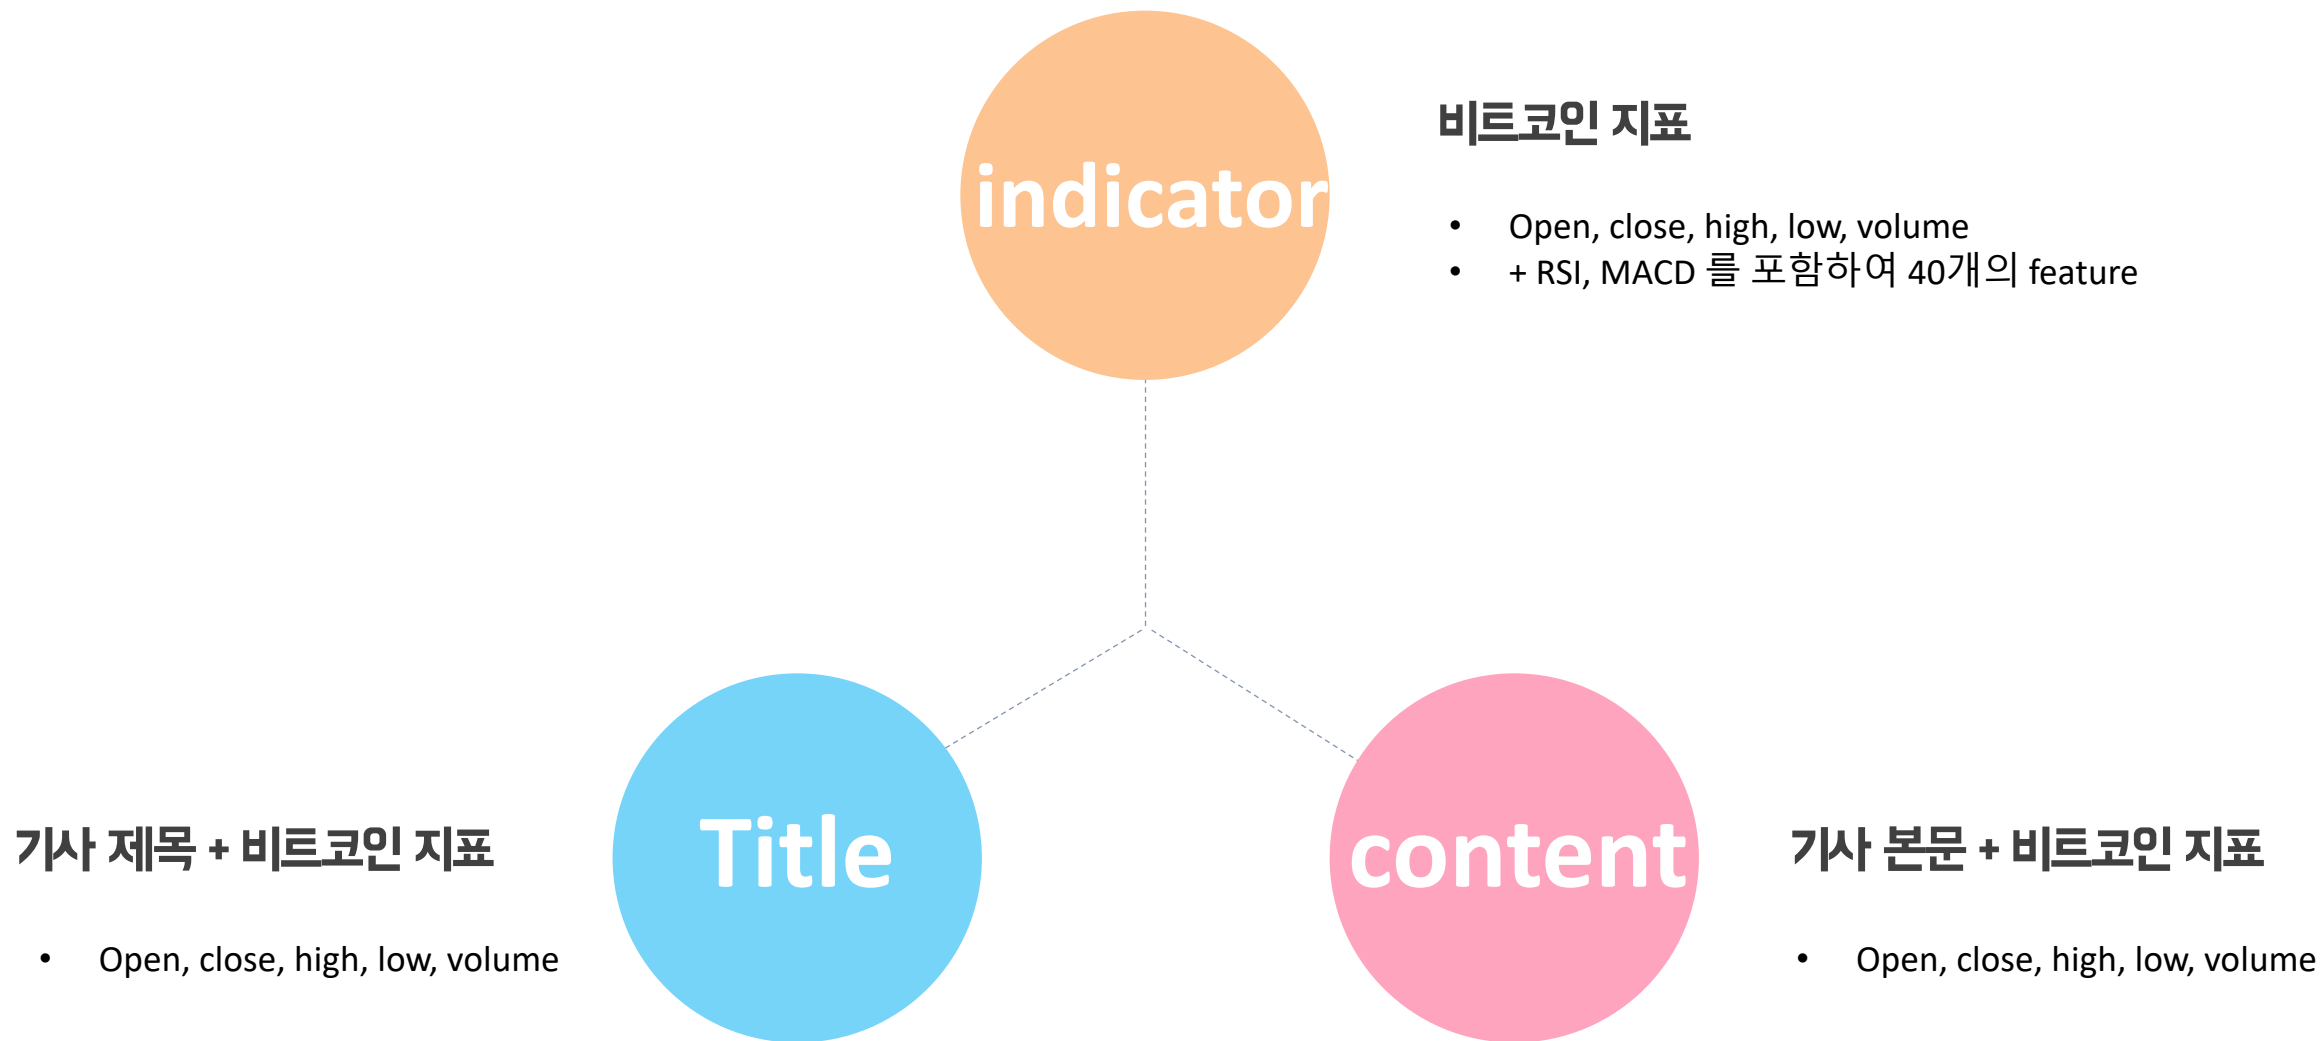 indicator
비트코인 지표
• Open, close, high, low, volume
• + RSI, MACD 를 포함하여 40개의 feature
기사 제목 + 비트코인 지표
• Open, close, high, low, volume
Title
content
기사 본문 + 비트코인 지표
• Open, close, high, low, volume